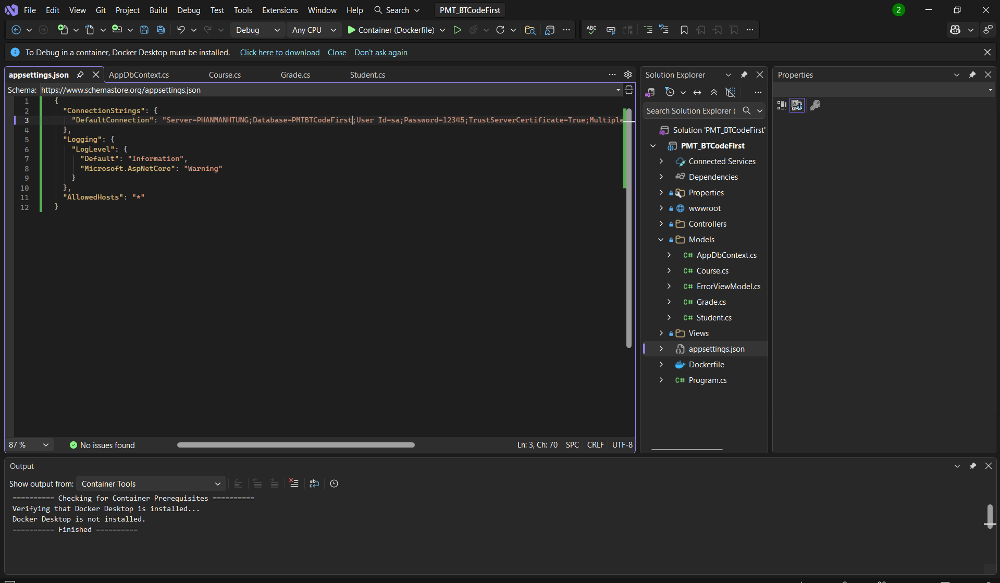 File Edit View Git Project Build Debug Test Tools Extensions Window Help Search PMT_BTCodeFirst 2
Debug Any CPU Container (Dockerfile)
To Debug in a container, Docker Desktop must be installed. Click here to download Close Don't ask again
appsettings.json AppDbContext.cs Course.cs Grade.cs Student.cs
Schema: https://www.schemastore.org/appsettings.json
1 {
2 "ConnectionStrings": {
3 "DefaultConnection": "Server=PHANMANHTUNG;Database=PMTBTCodeFirst;User Id=sa;Password=12345;TrustServerCertificate=True;Multiple
4 },
5 "Logging": {
6 "LogLevel": {
7 "Default": "Information",
8 "Microsoft.AspNetCore": "Warning"
9 }
10 },
11 "AllowedHosts": "*"
12 }
87 % No issues found Ln: 3, Ch: 70 SPC CRLF UTF-8
Solution Explorer
Search Solution Explorer (
Solution 'PMT_BTCodeFirst'
PMT_BTCodeFirst
Connected Services
Dependencies
Properties
wwwroot
Controllers
Models
C# AppDbContext.cs
C# Course.cs
C# ErrorViewModel.cs
C# Grade.cs
C# Student.cs
Views
appsettings.json
Dockerfile
C# Program.cs
Properties
Output
Show output from: Container Tools
========== Checking for Container Prerequisites ==========
Verifying that Docker Desktop is installed...
Docker Desktop is not installed.
========== Finished ==========